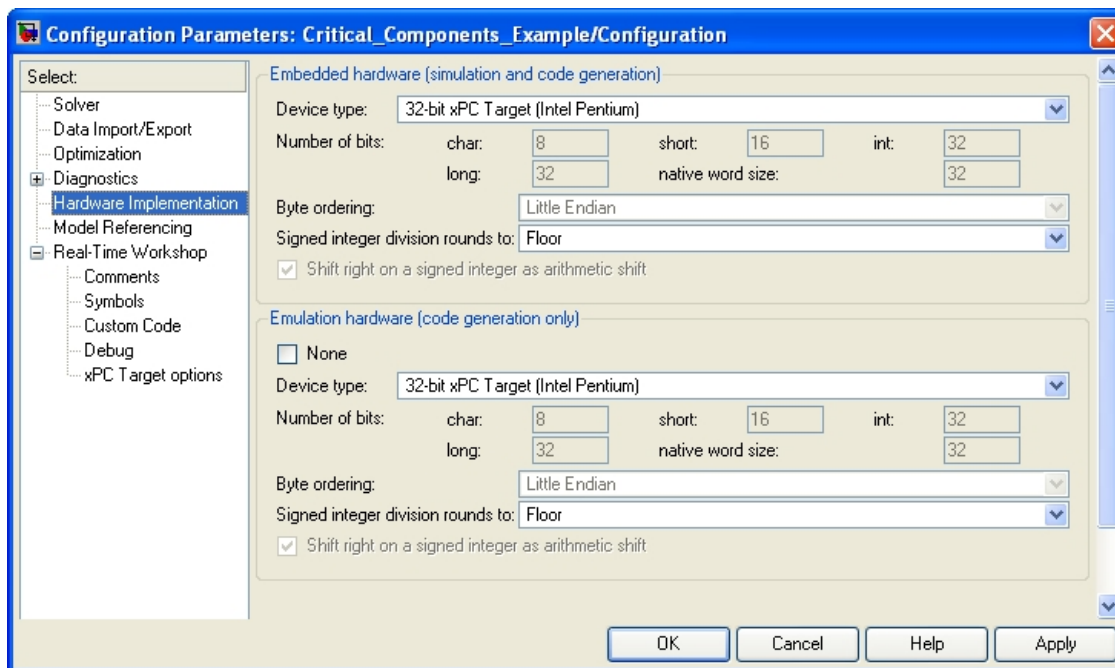 Configuration Parameters: Critical_Components_Example/Configuration
Select:
Solver
Data Import/Export
Optimization
Diagnostics
Hardware Implementation
Model Referencing
Real-Time Workshop
Comments
Symbols
Custom Code
Debug
xPC Target options
Embedded hardware (simulation and code generation)
Device type: 32-bit xPC Target (Intel Pentium)
Number of bits: char: 8 short: 16 int: 32
long: 32 native word size: 32
Byte ordering: Little Endian
Signed integer division rounds to: Floor
Shift right on a signed integer as arithmetic shift
Emulation hardware (code generation only)
None
Device type: 32-bit xPC Target (Intel Pentium)
Number of bits: char: 8 short: 16 int: 32
long: 32 native word size: 32
Byte ordering: Little Endian
Signed integer division rounds to: Floor
Shift right on a signed integer as arithmetic shift
OK Cancel Help Apply